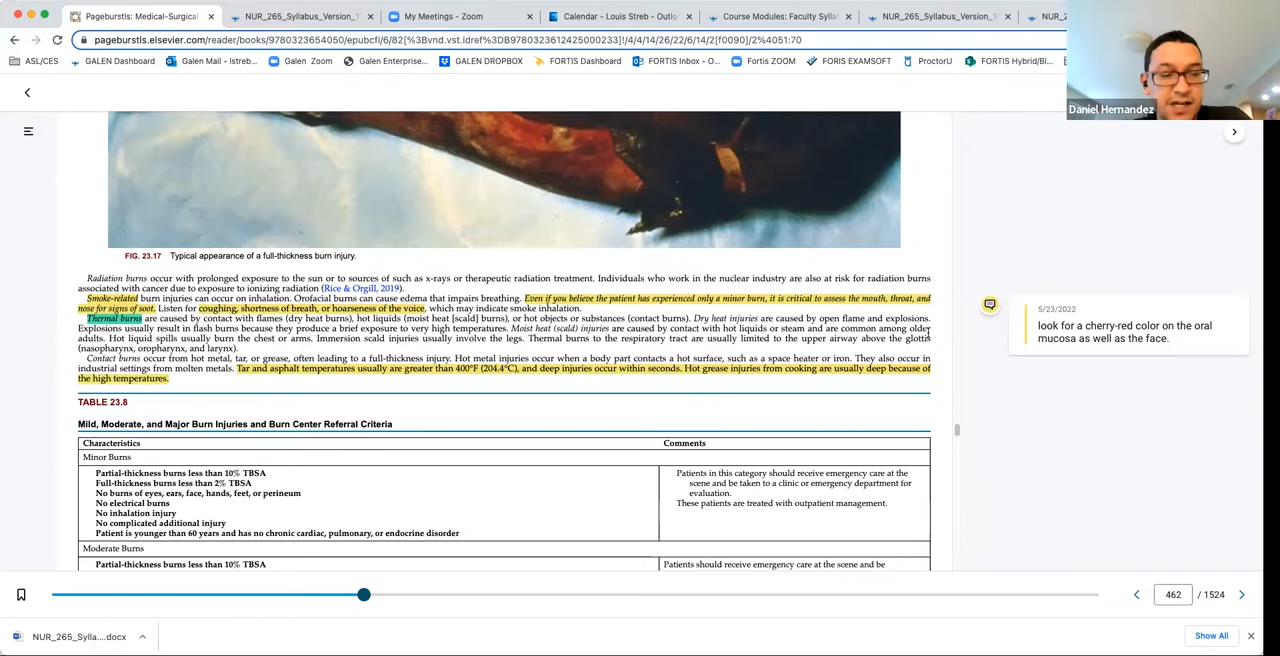 Pageburstls: Medical-Surgical
NUR_265_Syllabus_Version_1
My Meetings - Zoom
Calendar - Louis Streb - Outlo
Course Modules: Faculty Sylla
NUR_265_Syllabus_Version_1
NUR_2
pageburstls.elsevier.com/reader/books/9780323654050/epubcfi/6/82[%3Bvnd.vst.idref%3DB9780323612425000233]!/4/4/14/26/22/6/14/2[f0090]/2%4051:70
ASL/CES
GALEN Dashboard
Galen Mail - lstreb...
Galen Zoom
Galen Enterprise...
GALEN DROPBOX
FORTIS Dashboard
FORTIS Inbox - O...
Fortis ZOOM
FORIS EXAMSOFT
ProctorU
FORTIS Hybrid/Bl...
Daniel Hernandez
FIG. 23.17 Typical appearance of a full-thickness burn injury.
Radiation burns occur with prolonged exposure to the sun or to sources of such as x-rays or therapeutic radiation treatment. Individuals who work in the nuclear industry are also at risk for radiation burns
associated with cancer due to exposure to ionizing radiation (Rice & Orgill, 2019).
Smoke-related burn injuries can occur on inhalation. Orofacial burns can cause edema that impairs breathing. Even if you believe the patient has experienced only a minor burn, it is critical to assess the mouth, throat, and
nose for signs of soot. Listen for coughing, shortness of breath, or hoarseness of the voice, which may indicate smoke inhalation.
Thermal burns are caused by contact with flames (dry heat burns), hot liquids (moist heat [scald] burns), or hot objects or substances (contact burns). Dry heat injuries are caused by open flame and explosions.
Explosions usually result in flash burns because they produce a brief exposure to very high temperatures. Moist heat (scald) injuries are caused by contact with hot liquids or steam and are common among older
adults. Hot liquid spills usually burn the chest or arms. Immersion scald injuries usually involve the legs. Thermal burns to the respiratory tract are usually limited to the upper airway above the glottis
(nasopharynx, oropharynx, and larynx).
Contact burns occur from hot metal, tar, or grease, often leading to a full-thickness injury. Hot metal injuries occur when a body part contacts a hot surface, such as a space heater or iron. They also occur in
industrial settings from molten metals. Tar and asphalt temperatures usually are greater than 400°F (204.4°C), and deep injuries occur within seconds. Hot grease injuries from cooking are usually deep because of
the high temperatures.
5/23/2022
look for a cherry-red color on the oral
mucosa as well as the face.
TABLE 23.8
Mild, Moderate, and Major Burn Injuries and Burn Center Referral Criteria
Characteristics
Comments
Minor Burns
Partial-thickness burns less than 10% TBSA
Full-thickness burns less than 2% TBSA
No burns of eyes, ears, face, hands, feet, or perineum
No electrical burns
No inhalation injury
No complicated additional injury
Patient is younger than 60 years and has no chronic cardiac, pulmonary, or endocrine disorder
Patients in this category should receive emergency care at the
scene and be taken to a clinic or emergency department for
evaluation.
These patients are treated with outpatient management.
Moderate Burns
Partial-thickness burns less than 10% TBSA
Patients should receive emergency care at the scene and be
462 / 1524
NUR_265_Sylla....docx
Show All